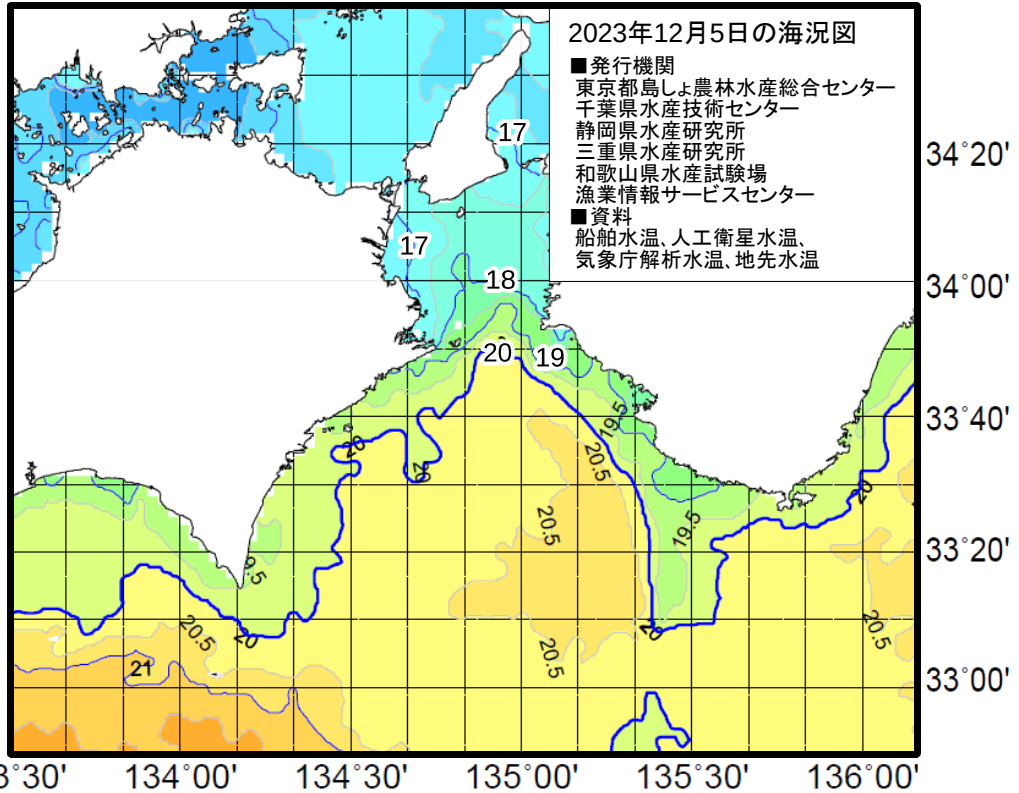 2023年12月5日の海況図
■発行機関
東京都島しょ農林水産総合センター
千葉県水産技術センター
静岡県水産研究所
三重県水産研究所
和歌山県水産試験場
漁業情報サービスセンター
■資料
船舶水温、人工衛星水温、
気象庁解析水温、地先水温
17
34°20'
17
18
34°00'
20
19
19.5
33°40'
20
20.5
20
20
20.5
19.5
33°20'
9.5
20.5
20
20
20.5
20.5
21
33°00'
3°30'
134°00'
134°30'
135°00'
135°30'
136°00'